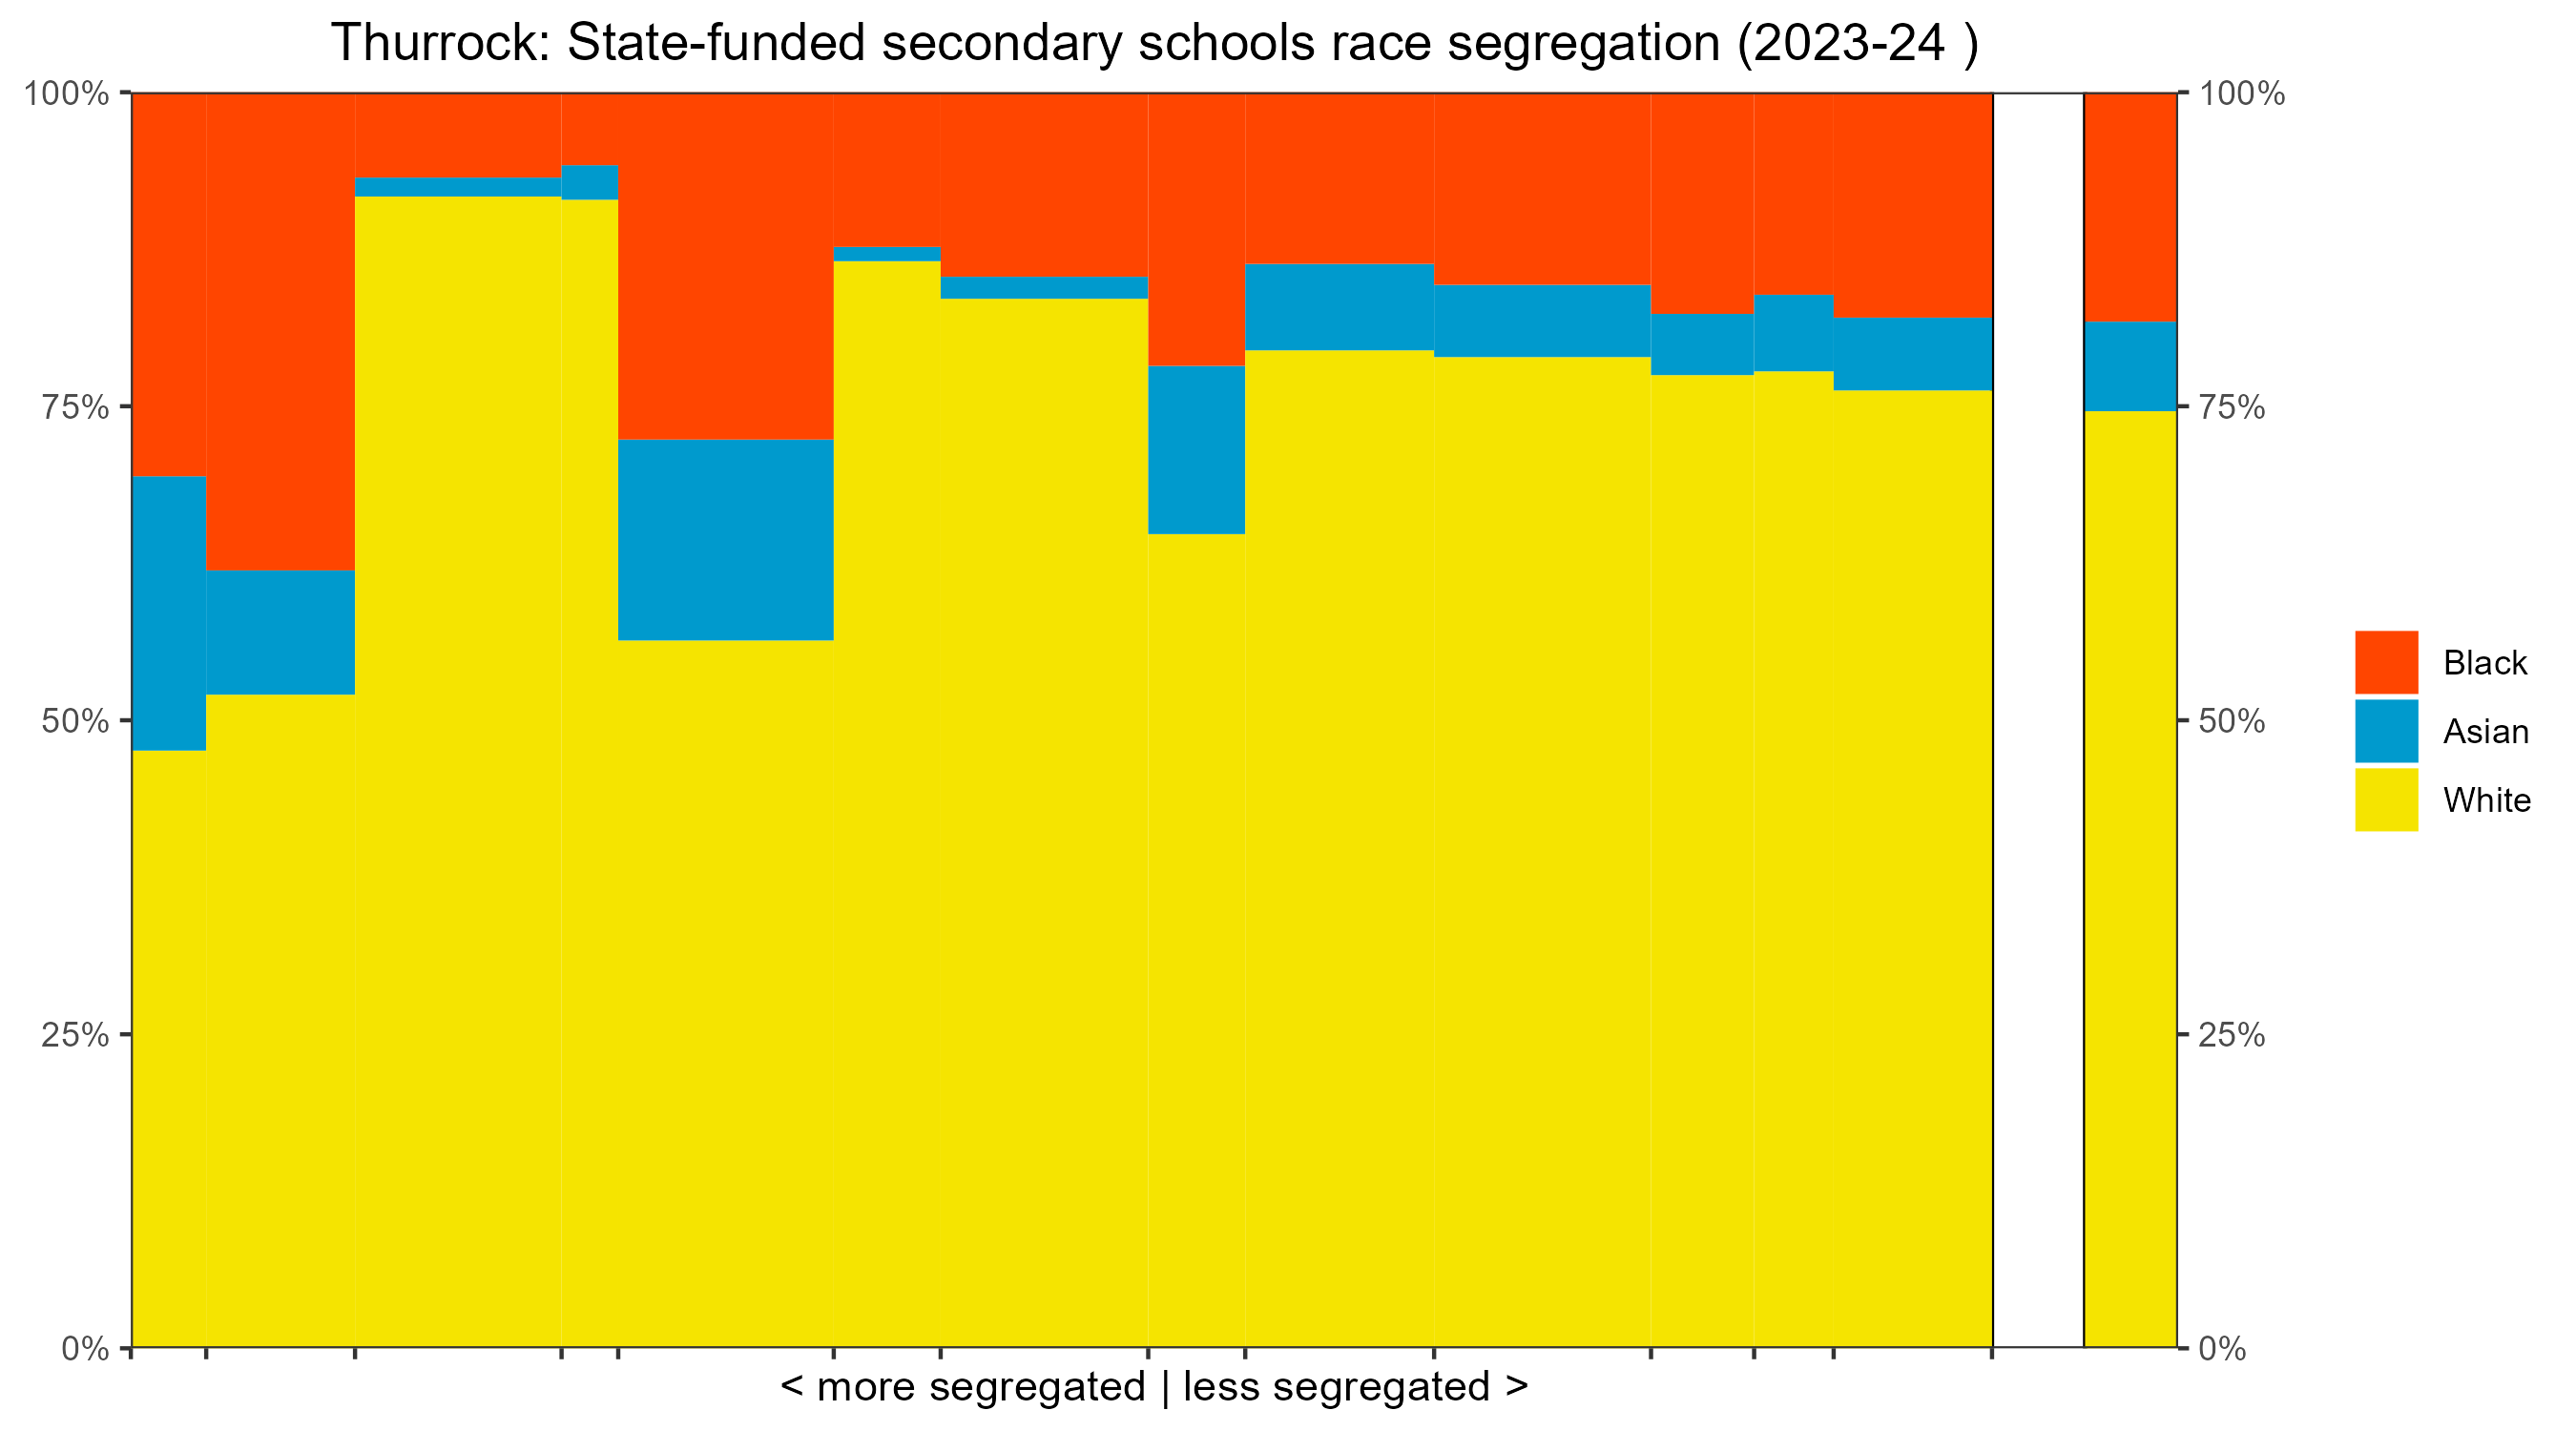 Thurrock: State-funded secondary schools race segregation (2023-24 )
100%
75%
50%
25%
0%
100%
75%
50%
25%
0%
Black
Asian
White
< more segregated | less segregated >